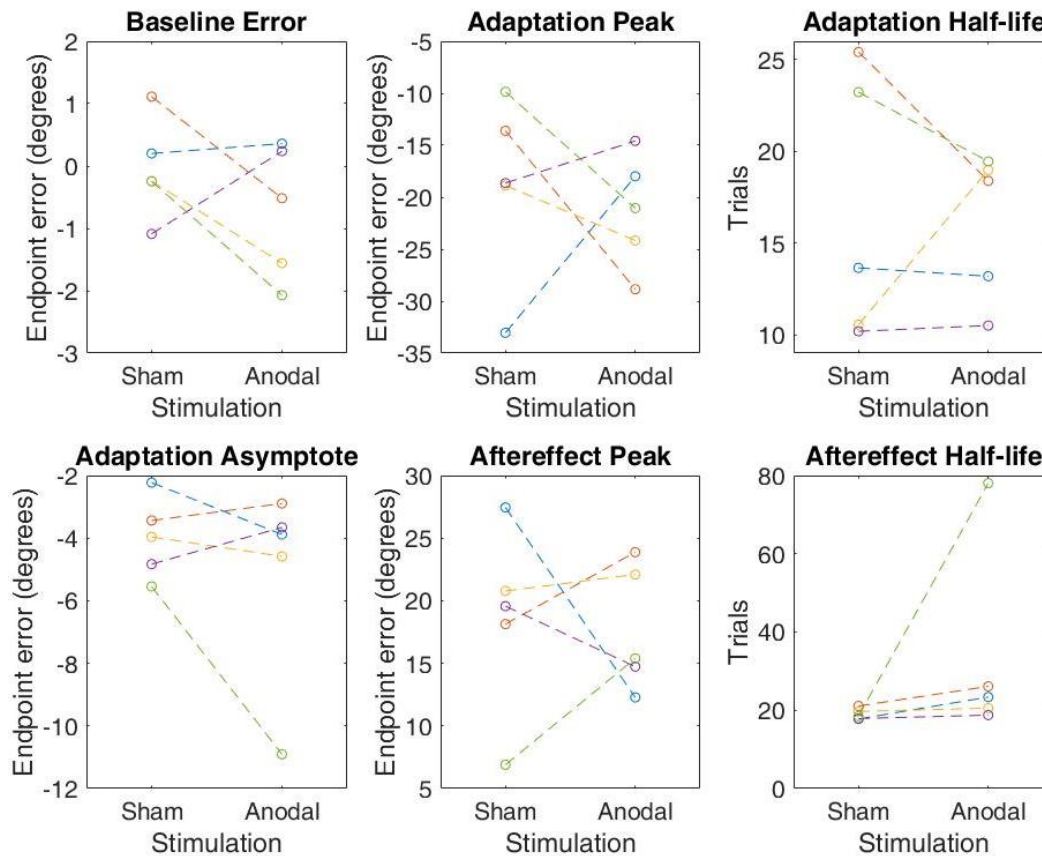 Baseline Error
Adaptation Peak
Adaptation Half-life
2
1
0
-1
-2
-3
Endpoint error (degrees)
Sham
Anodal
Stimulation
-5
-10
-15
-20
-25
-30
-35
Endpoint error (degrees)
Sham
Anodal
Stimulation
25
20
15
10
Trials
Sham
Anodal
Stimulation
Adaptation Asymptote
Aftereffect Peak
Aftereffect Half-life
-2
-4
-6
-8
-10
-12
Endpoint error (degrees)
Sham
Anodal
Stimulation
30
25
20
15
10
5
Endpoint error (degrees)
Sham
Anodal
Stimulation
80
60
40
20
0
Trials
Sham
Anodal
Stimulation